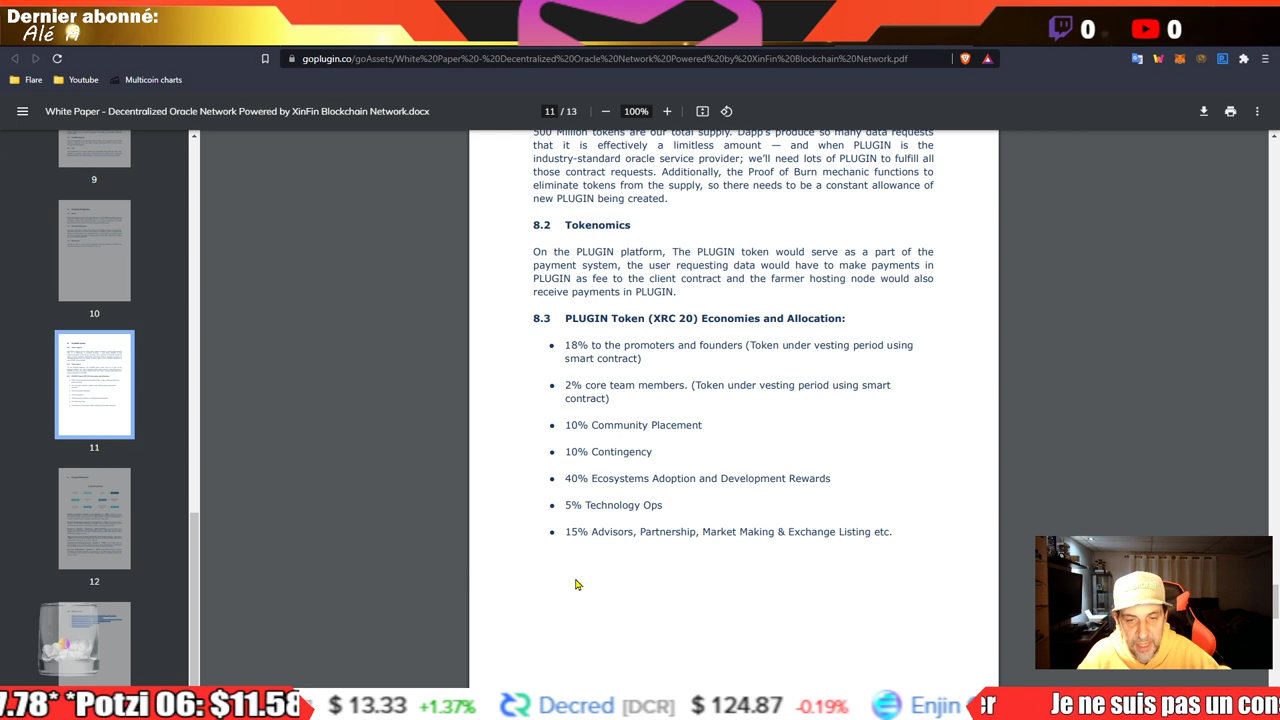 Dernier abonné:
Alé M
0
0
goplugin.co/goAssets/White%20Paper%20-%20Decentralized%20Oracle%20Network%20Powered%20by%20XinFin%20Blockchain%20Network.pdf
Flare
Youtube
Multicoin charts
White Paper - Decentralized Oracle Network Powered by XinFin Blockchain Network.docx
11 / 13
100%
9
10
11
12
500 Million tokens are our total supply. Dapp's produce so many data requests
that it is effectively a limitless amount — and when PLUGIN is the
industry-standard oracle service provider; we'll need lots of PLUGIN to fulfill all
those contract requests. Additionally, the Proof of Burn mechanic functions to
eliminate tokens from the supply, so there needs to be a constant allowance of
new PLUGIN being created.
8.2 Tokenomics
On the PLUGIN platform, The PLUGIN token would serve as a part of the
payment system, the user requesting data would have to make payments in
PLUGIN as fee to the client contract and the farmer hosting node would also
receive payments in PLUGIN.
8.3 PLUGIN Token (XRC 20) Economies and Allocation:
• 18% to the promoters and founders (Token under vesting period using
smart contract)
• 2% core team members. (Token under vesting period using smart
contract)
• 10% Community Placement
• 10% Contingency
• 40% Ecosystems Adoption and Development Rewards
• 5% Technology Ops
• 15% Advisors, Partnership, Market Making & Exchange Listing etc.
7.78* *Potzi 06: $11.58
$ 13.33 +1.37% Decred [DCR] $ 124.87 -0.19% Enjin
er Je ne suis pas un con